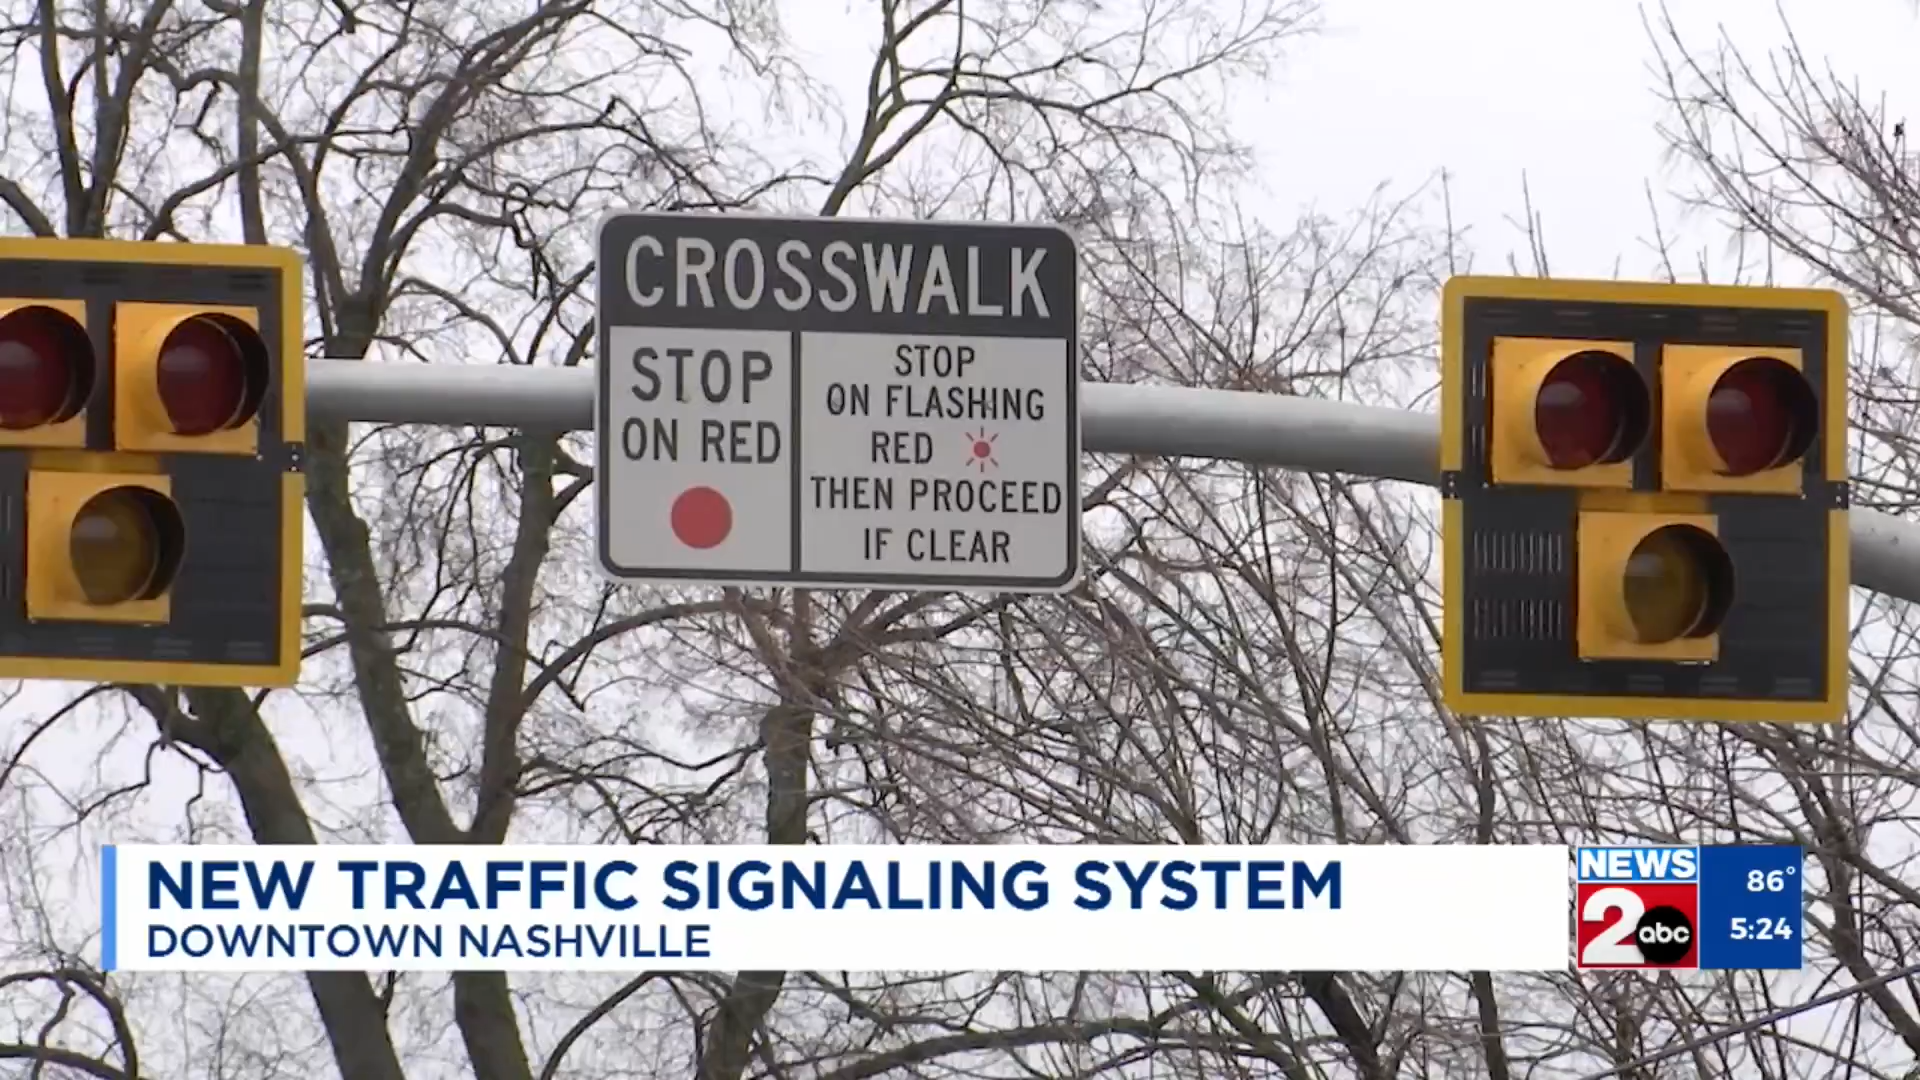 CROSSWALK
STOP
ON RED
STOP
ON FLASHING
RED
THEN PROCEED
IF CLEAR
NEW TRAFFIC SIGNALING SYSTEM
DOWNTOWN NASHVILLE
NEWS
2 abc
86°
5:24